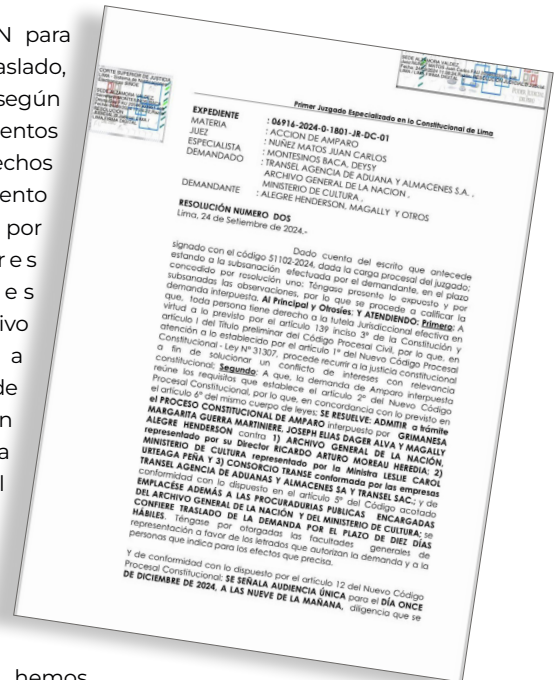 N para
aslado,
según
entos
echos
ento
por
r e s
e s
ivo
a
de
n
a
l
hemos
CORTE SUPERIOR DE JUSTICIA
Primer Juzgado Especializado en lo Constitucional de Lima
EXPEDIENTE : 06916-2024-0-1801-JR-DC-01
MATERIA : ACCION DE AMPARO
JUEZ : NUÑEZ MATOS JUAN CARLOS
ESPECIALISTA : MONTESINOS BACA, DEYSY
DEMANDADO : TRANSEL AGENCIA DE ADUANA Y ALMACENES S.A. ,
ARCHIVO GENERAL DE LA NACION ,
MINISTERIO DE CULTURA ,
DEMANDANTE : ALEGRE HENDERSON, MAGALLY Y OTROS
RESOLUCIÓN NUMERO DOS
Lima, 24 de Setiembre de 2024.-
Dado cuenta del escrito que antecede
signado con el código 51102-2024, dada la carga procesal del juzgado;
estando a la subsanación efectuada por el demandante, en el plazo
concedido por resolución uno; Téngase presente lo expuesto y por
subsanadas las observaciones, por lo que se procede a calificar la
demanda interpuesta. Al Principal y Otrosíes; Y ATENDIENDO: Primero: A
que, toda persona tiene derecho a la tutela Jurisdiccional efectiva en
virtud a lo previsto por el artículo 139 inciso 3° de la Constitución y
artículo I del Título preliminar del Código Procesal Civil, por lo que, en
atención a lo establecido por el artículo 1° del Nuevo Código Procesal
Constitucional - Ley Nº 31307, procede recurrir a la justicia constitucional
a fin de solucionar un conflicto de intereses con relevancia
constitucional; Segundo: A que, la demanda de Amparo interpuesta
reúne los requisitos que establece el artículo 2° del Nuevo Código
Procesal Constitucional, por lo que, en concordancia con lo previsto en
el artículo 6° del mismo cuerpo de leyes; SE RESUELVE: ADMITIR a trámite
el PROCESO CONSTITUCIONAL DE AMPARO interpuesto por GRIMANESA
MARGARITA GUERRA MARTINIERE, JOSEPH ELIAS DAGER ALVA Y MAGALLY
ALEGRE HENDERSON contra 1) ARCHIVO GENERAL DE LA NACIÓN,
representado por su Director RICARDO ARTURO MOREAU HEREDIA; 2)
MINISTERIO DE CULTURA representado por la Ministra LESLIE CAROL
URTEAGA PEÑA Y 3) CONSORCIO TRANSE conformada por las empresas
TRANSEL AGENCIA DE ADUANAS Y ALMACENES SA Y TRANSEL SAC.; y de
conformidad con lo dispuesto en el artículo 5° del Código acotado
EMPLACÉSE ADEMÁS A LAS PROCURADURIAS PUBLICAS ENCARGADAS
DEL ARCHIVO GENERAL DE LA NACIÓN Y DEL MINISTERIO DE CULTURA; se
CONFIERE TRASLADO DE LA DEMANDA POR EL PLAZO DE DIEZ DÍAS
HÁBILES. Téngase por otorgadas las facultades generales de
representación a favor de los letrados que autorizan la demanda y a la
personas que indica para los efectos que precisa.
Y de conformidad con lo dispuesto por el artículo 12 del Nuevo Código
Procesal Constitucional; SE SEÑALA AUDIENCIA ÚNICA para el DÍA ONCE
DE DICIEMBRE DE 2024, A LAS NUEVE DE LA MAÑANA, diligencia que se